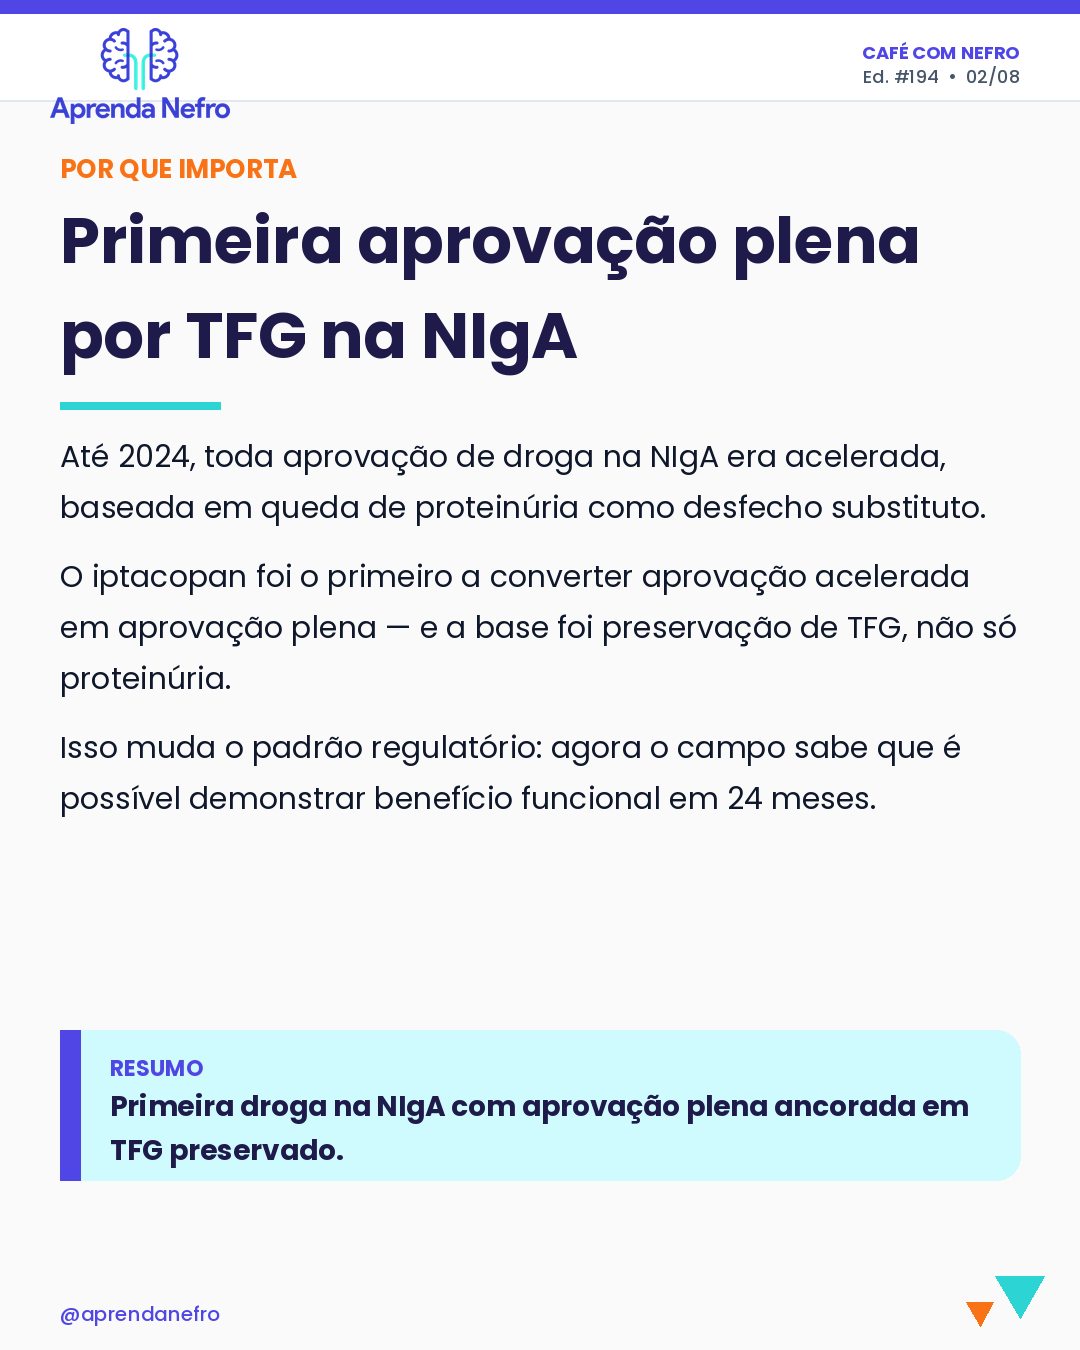 Aprenda Nefro
CAFÉ COM NEFRO
Ed. #194 • 02/08
POR QUE IMPORTA
Primeira aprovação plena
por TFG na NIgA
Até 2024, toda aprovação de droga na NIgA era acelerada,
baseada em queda de proteinúria como desfecho substituto.
O iptacopan foi o primeiro a converter aprovação acelerada
em aprovação plena — e a base foi preservação de TFG, não só
proteinúria.
Isso muda o padrão regulatório: agora o campo sabe que é
possível demonstrar benefício funcional em 24 meses.
RESUMO
Primeira droga na NIgA com aprovação plena ancorada em
TFG preservado.
@aprendanefro